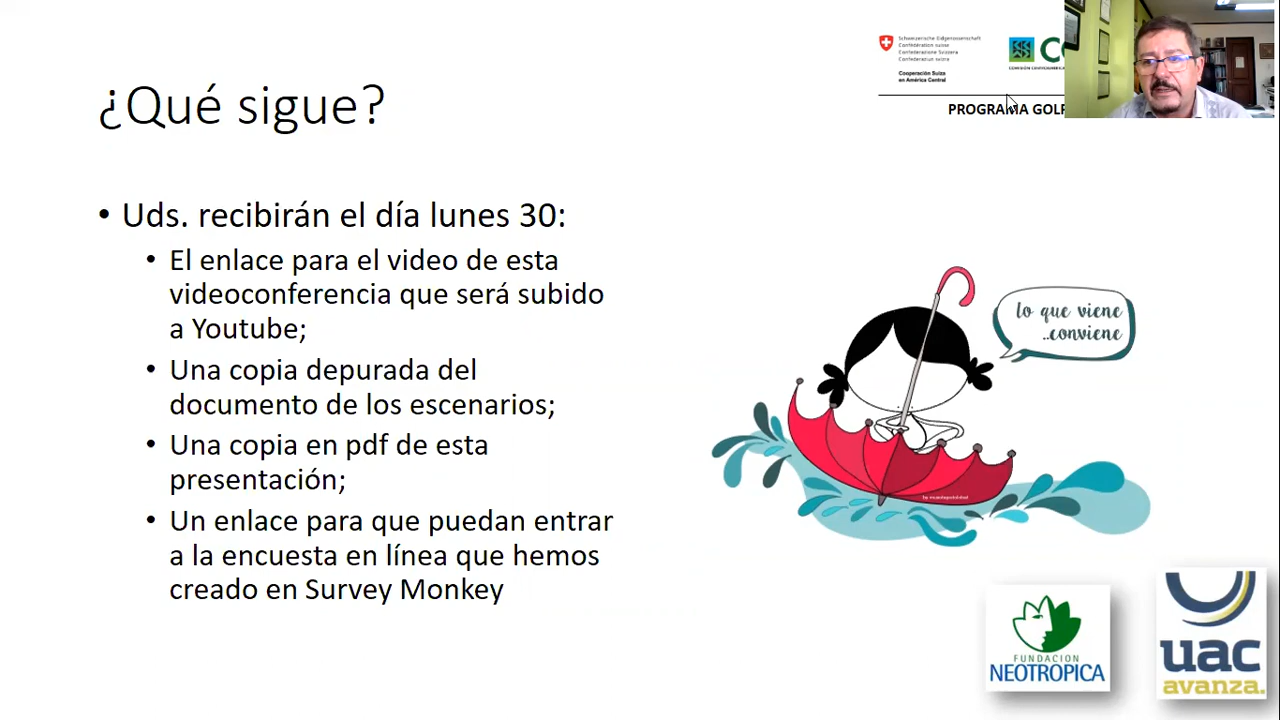 Schweizerische Eidgenossenschaft
Confédération suisse
Confederazione Svizzera
Confederaziun svizra
Cooperación Suiza
en América Central
¿Qué sigue?
PROGRAMA
• Uds. recibirán el día lunes 30:
• El enlace para el video de esta
videoconferencia que será subido
a Youtube;
• Una copia depurada del
documento de los escenarios;
• Una copia en pdf de esta
presentación;
• Un enlace para que puedan entrar
a la encuesta en línea que hemos
creado en Survey Monkey
lo que viene
..conviene
FUNDACION
NEOTROPICA
uac
avanza.